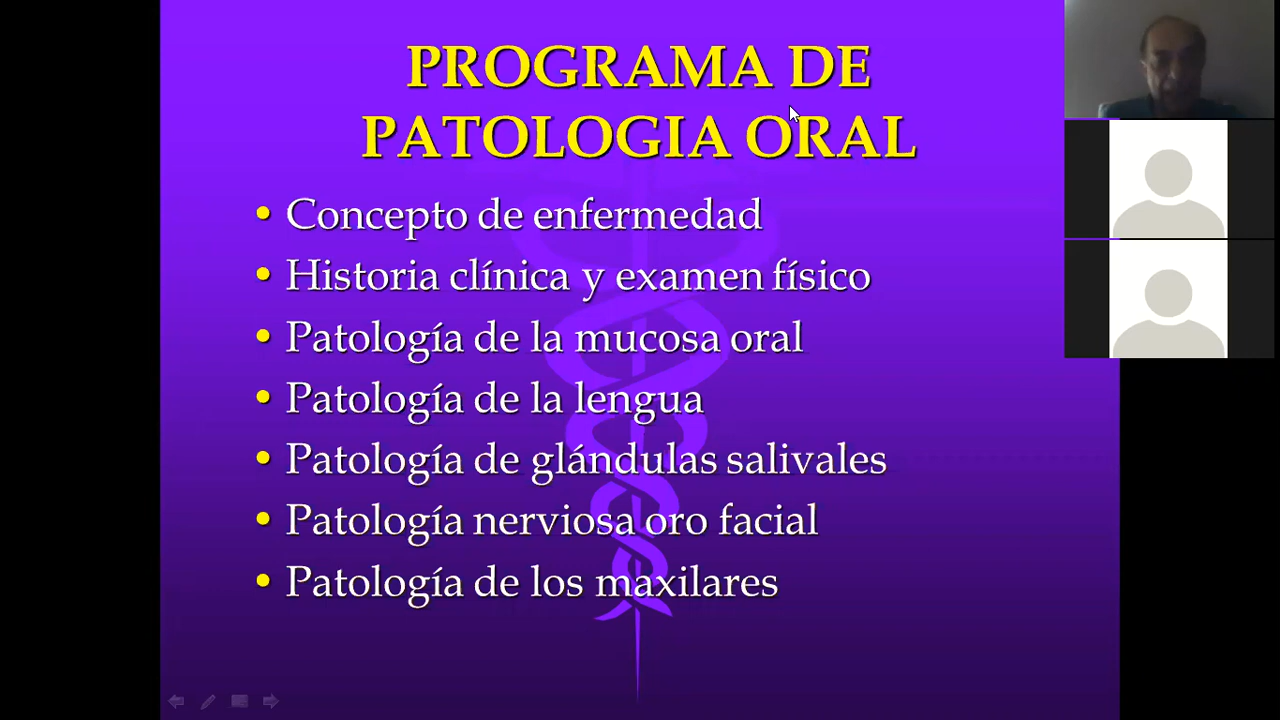 PROGRAMA DE
PATOLOGIA ORAL
• Concepto de enfermedad
• Historia clínica y examen físico
• Patología de la mucosa oral
• Patología de la lengua
• Patología de glándulas salivales
• Patología nerviosa oro facial
• Patología de los maxilares